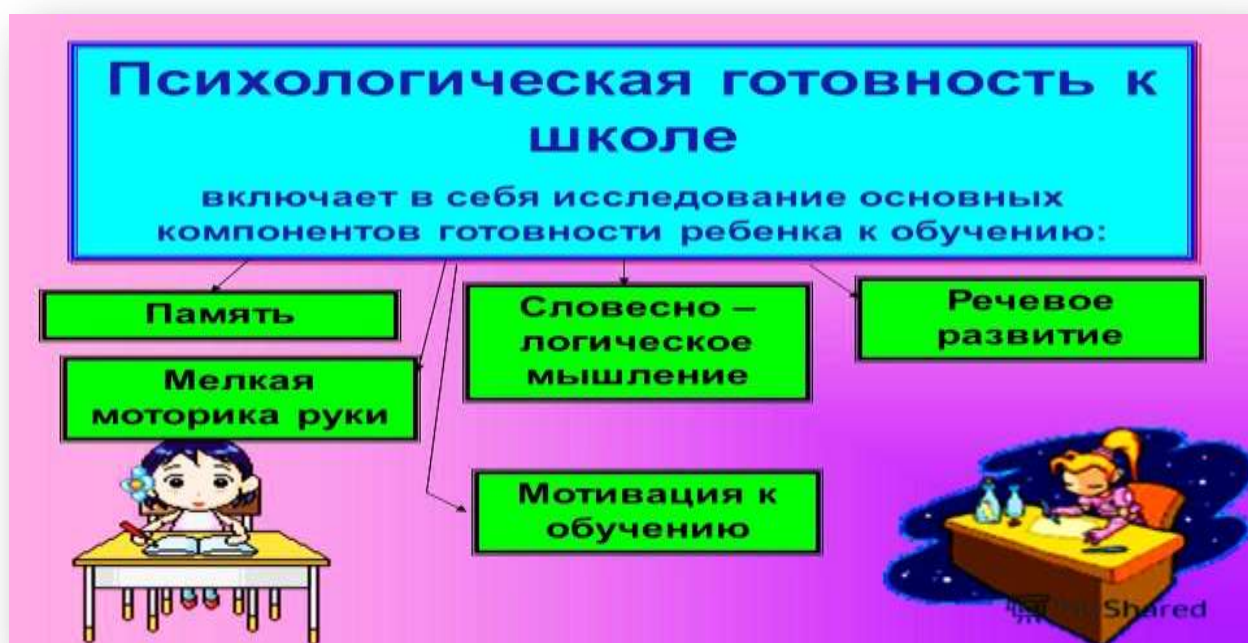 Психологическая готовность к
школе
включает в себя исследование основных
компонентов готовности ребенка к обучению:
Память
Мелкая
моторика руки
Словесно –
логическое
мышление
Речевое
развитие
Мотивация к
обучению
Shared